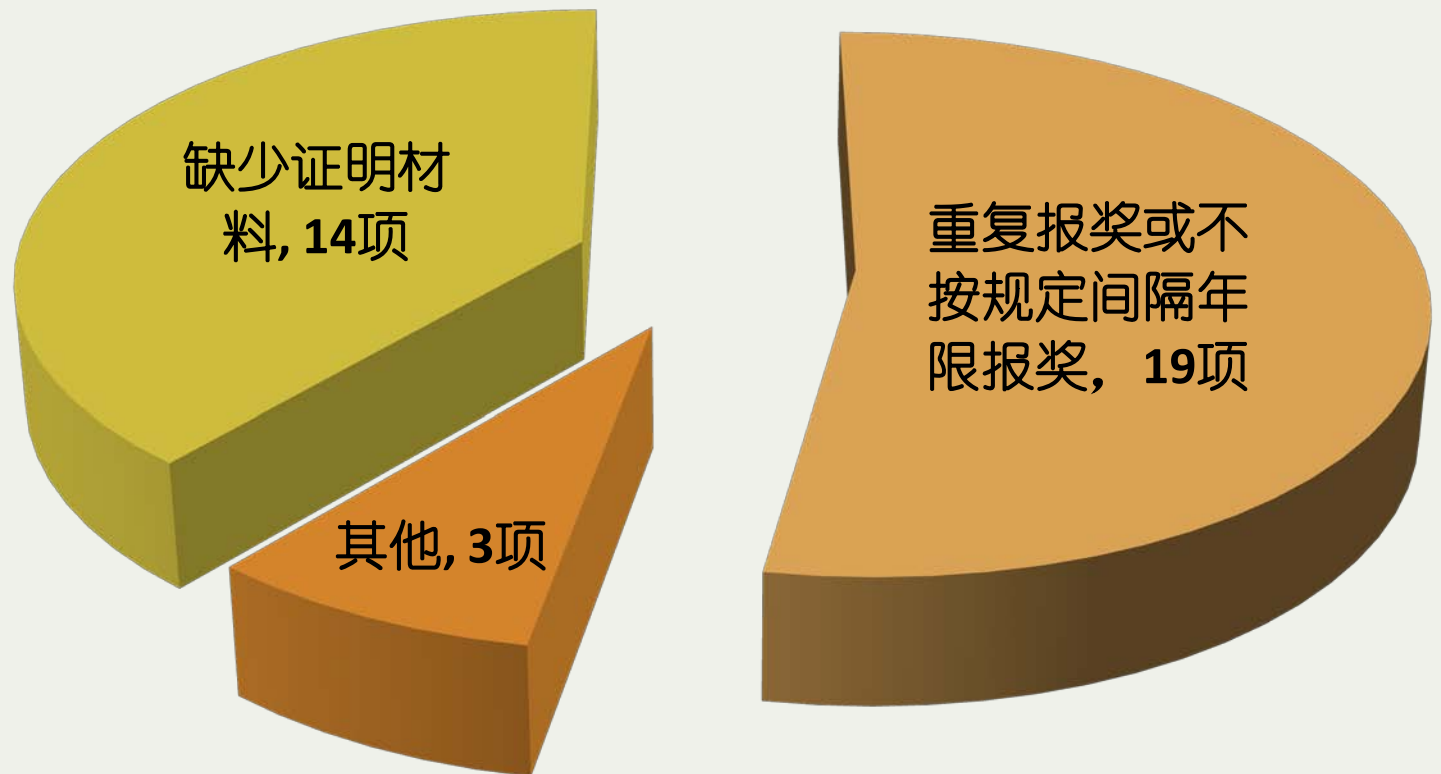 缺少证明材
料, 14项
重复报奖或不
按规定间隔年
限报奖，19项
其他, 3项